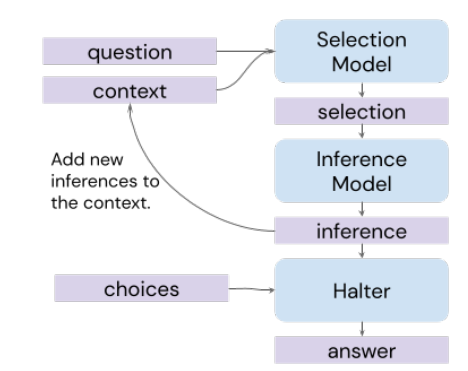 question
context
Selection
Model
selection
Add new
inferences to
the context.
Inference
Model
inference
choices
Halter
answer